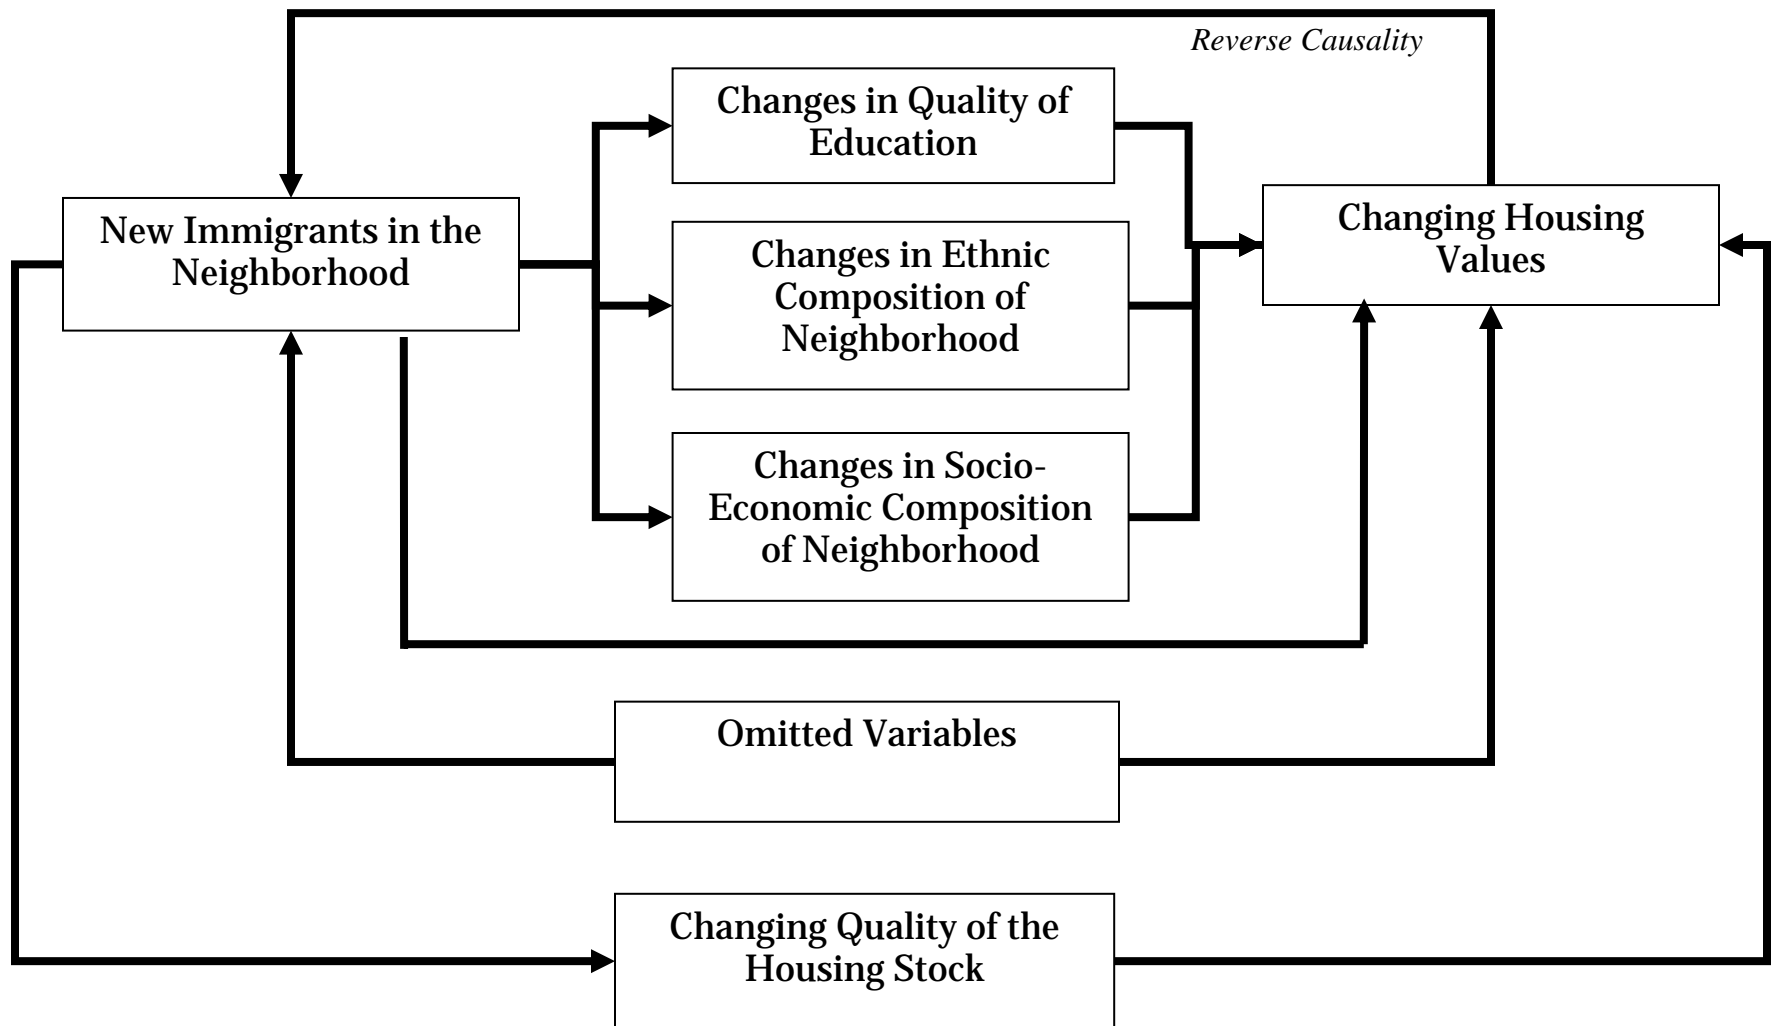 Reverse Causality
Changes in Quality of
Education
New Immigrants in the
Neighborhood
Changes in Ethnic
Composition of
Neighborhood
Changing Housing
Values
Changes in Socio-
Economic Composition
of Neighborhood
Omitted Variables
Changing Quality of the
Housing Stock